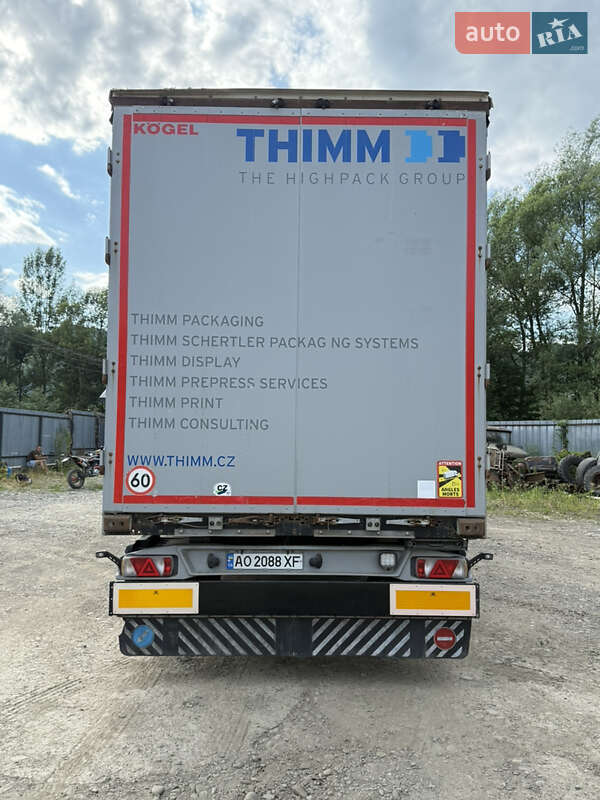 auto RIA .com
KÖGEL
THIMM
THE HIGHPACK GROUP
THIMM PACKAGING
THIMM SCHERTLER PACKAG NG SYSTEMS
THIMM DISPLAY
THIMM PREPRESS SERVICES
THIMM PRINT
THIMM CONSULTING
WWW.THIMM.CZ
60
CZ
ATTENTION
ANGLES
MORTS
AO 2088 XF